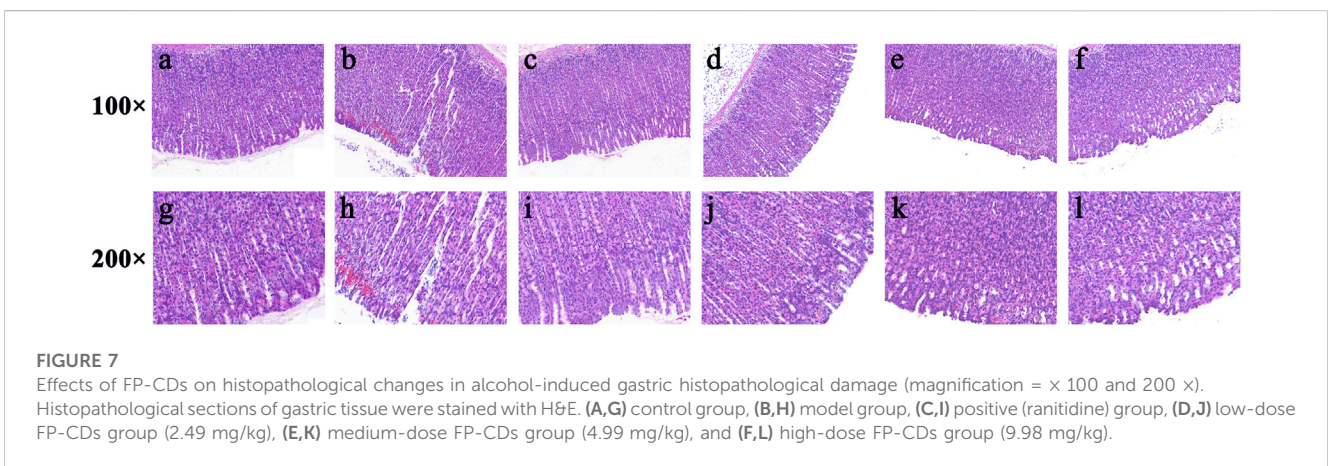 a b c d e f
100×
g h i j k l
200×
FIGURE 7
Effects of FP-CDs on histopathological changes in alcohol-induced gastric histopathological damage (magnification = × 100 and 200 ×).
Histopathological sections of gastric tissue were stained with H&E. (A,G) control group, (B,H) model group, (C,I) positive (ranitidine) group, (D,J) low-dose
FP-CDs group (2.49 mg/kg), (E,K) medium-dose FP-CDs group (4.99 mg/kg), and (F,L) high-dose FP-CDs group (9.98 mg/kg).